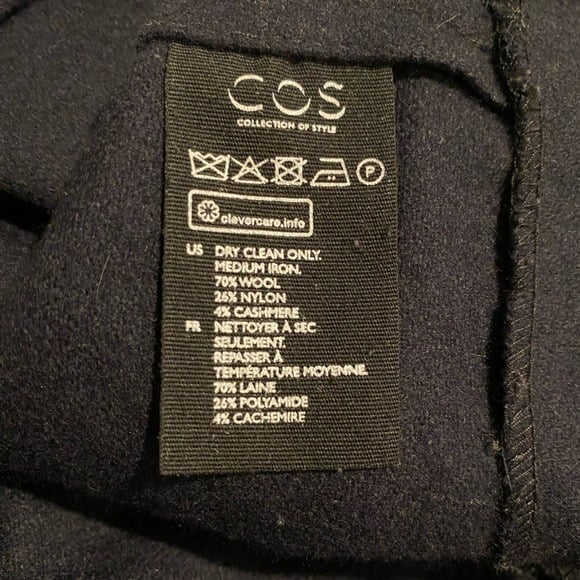 COS
COLLECTION OF STYLE
P
clevercare.info
US DRY CLEAN ONLY.
MEDIUM IRON.
70% WOOL
26% NYLON
4% CASHMERE
FR NETTOYER À SEC
SEULEMENT.
REPASSER À
TEMPÉRATURE MOYENNE.
70% LAINE
26% POLYAMIDE
4% CACHEMIRE